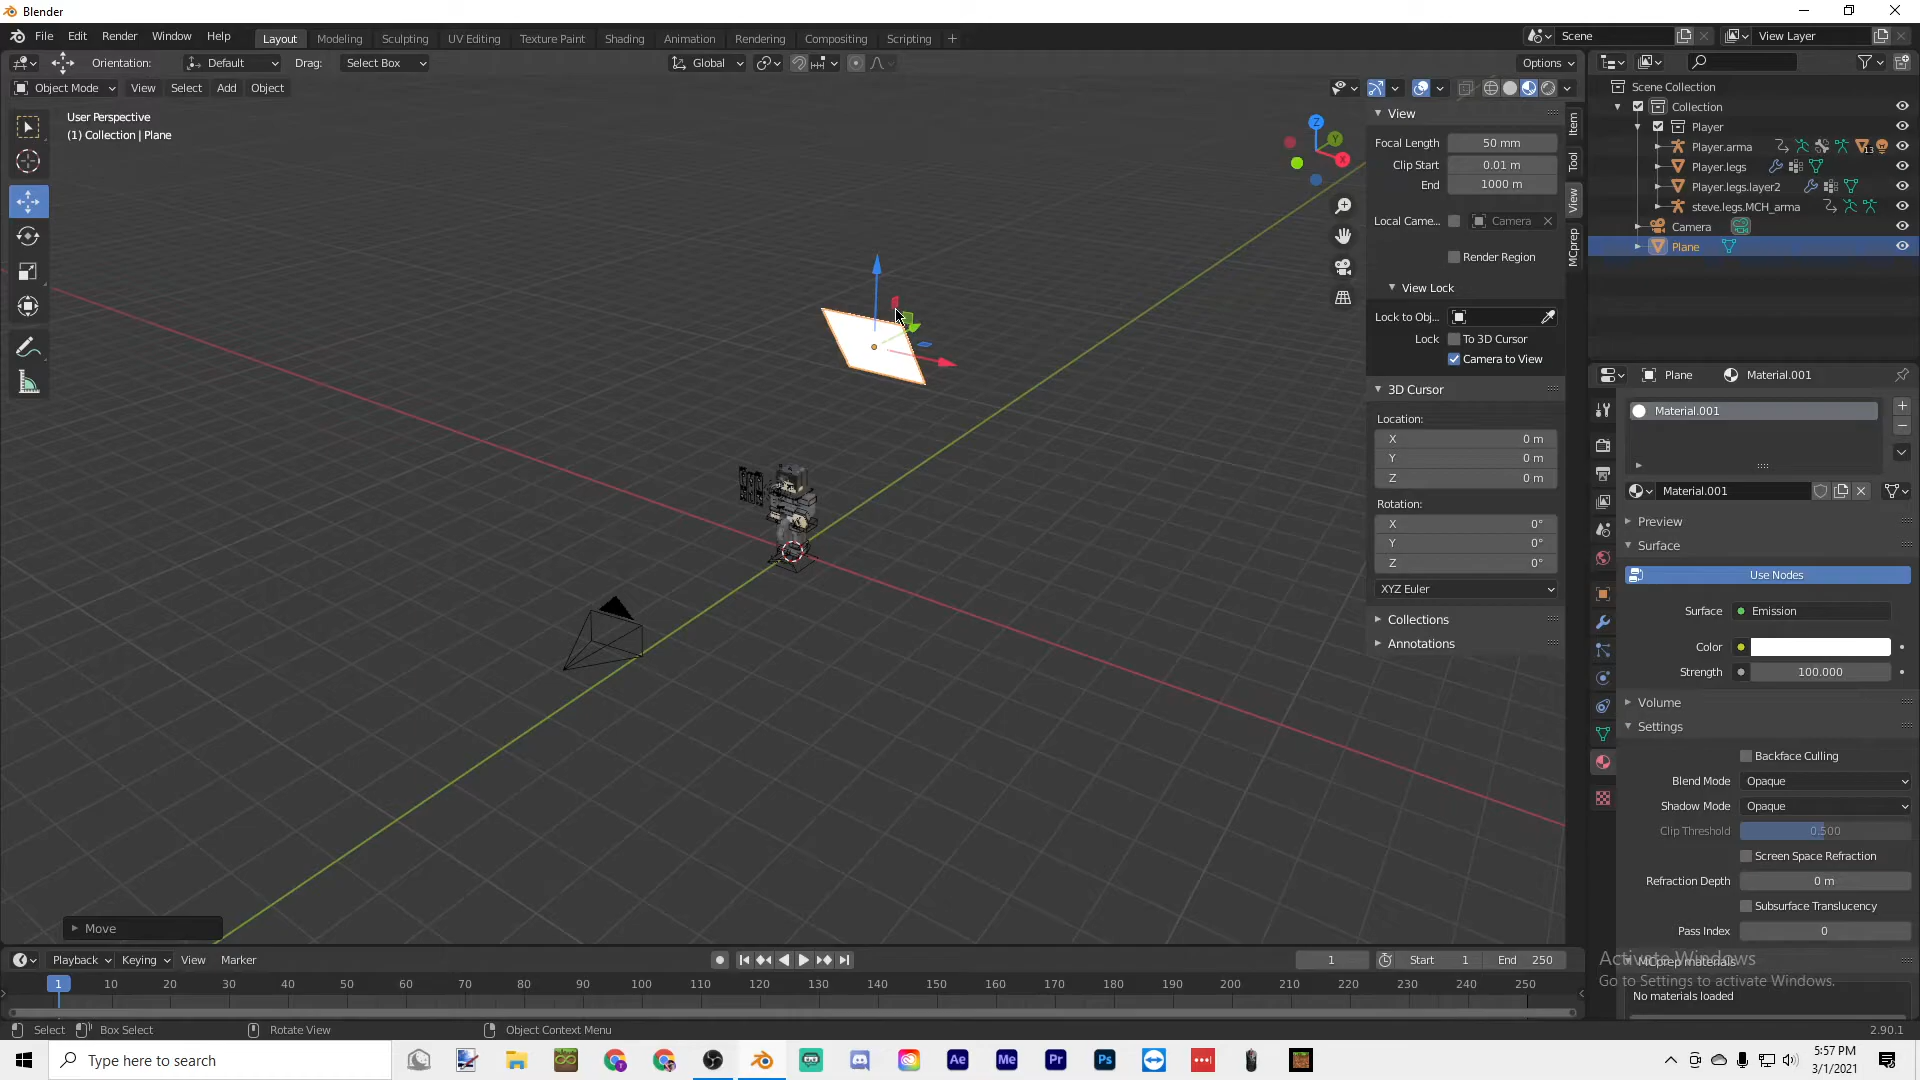 Blender
File Edit Render Window Help
Layout Modeling Sculpting UV Editing Texture Paint Shading Animation Rendering Compositing Scripting +
Scene View Layer
Orientation: Default Drag: Select Box Global Options
Object Mode View Select Add Object
User Perspective
(1) Collection | Plane
Z
Y
X
View
Focal Length 50 mm
Clip Start 0.01 m
End 1000 m
Local Came... Camera
Render Region
View Lock
Lock to Obj...
Lock To 3D Cursor
Camera to View
3D Cursor
Location:
X 0 m
Y 0 m
Z 0 m
Rotation:
X 0°
Y 0°
Z 0°
XYZ Euler
Collections
Annotations
Item
Tool
View
MCprep
Scene Collection
Collection
Player
Player.arma 13
Player.legs
Player.legs.layer2
steve.legs.MCH_arma
Camera
Plane
Plane Material.001
Material.001
Material.001
Preview
Surface
Use Nodes
Surface Emission
Color
Strength 100.000
Volume
Settings
Backface Culling
Blend Mode Opaque
Shadow Mode Opaque
Clip Threshold 0.500
Screen Space Refraction
Refraction Depth 0 m
Subsurface Translucency
Pass Index 0
MCprep materials
No materials loaded
Activate Windows
Go to Settings to activate Windows.
Move
Playback Keying View Marker
1 Start 1 End 250
1 10 20 30 40 50 60 70 80 90 100 110 120 130 140 150 160 170 180 190 200 210 220 230 240 250
Select Box Select Rotate View Object Context Menu 2.90.1
Type here to search
Ae Me Pr Ps
5:57 PM
3/1/2021